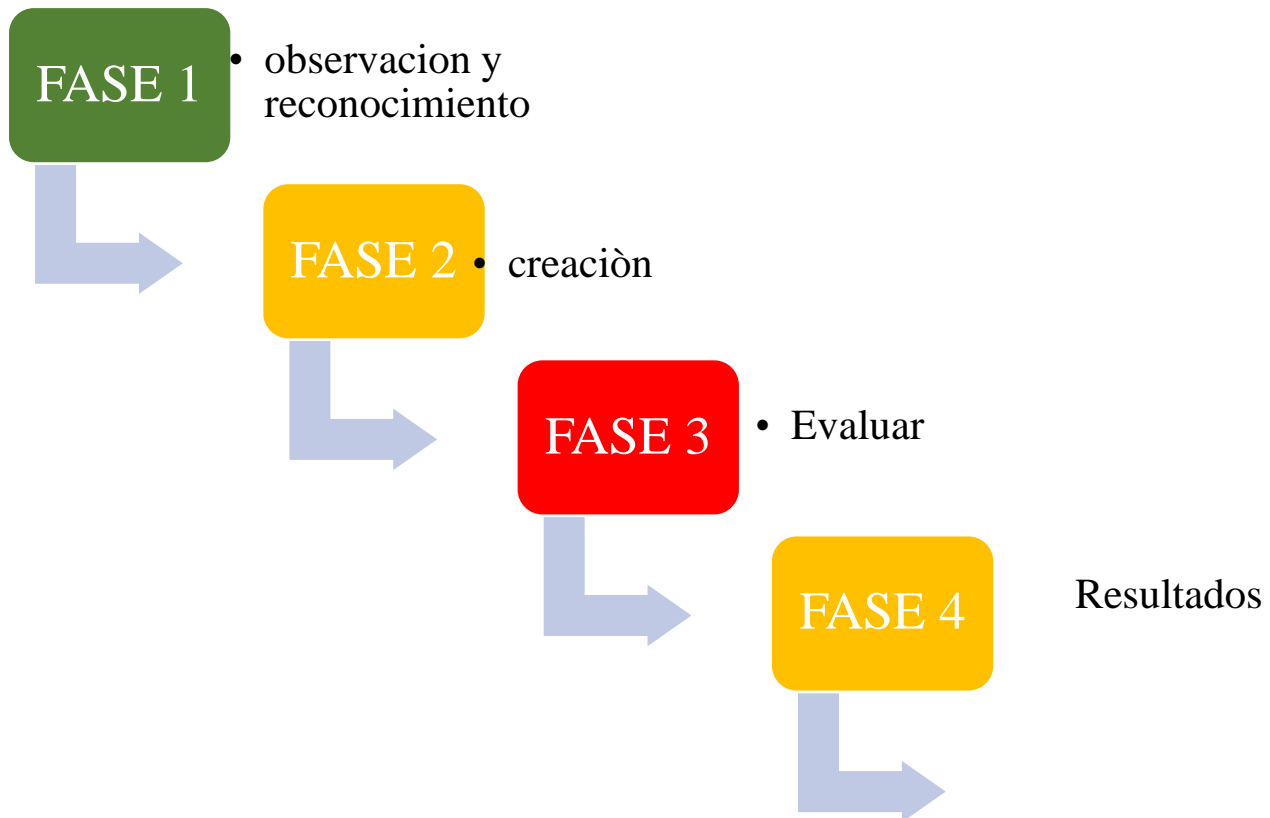 FASE 1
• observacion y
reconocimiento
FASE 2
• creaciòn
FASE 3
• Evaluar
FASE 4
Resultados